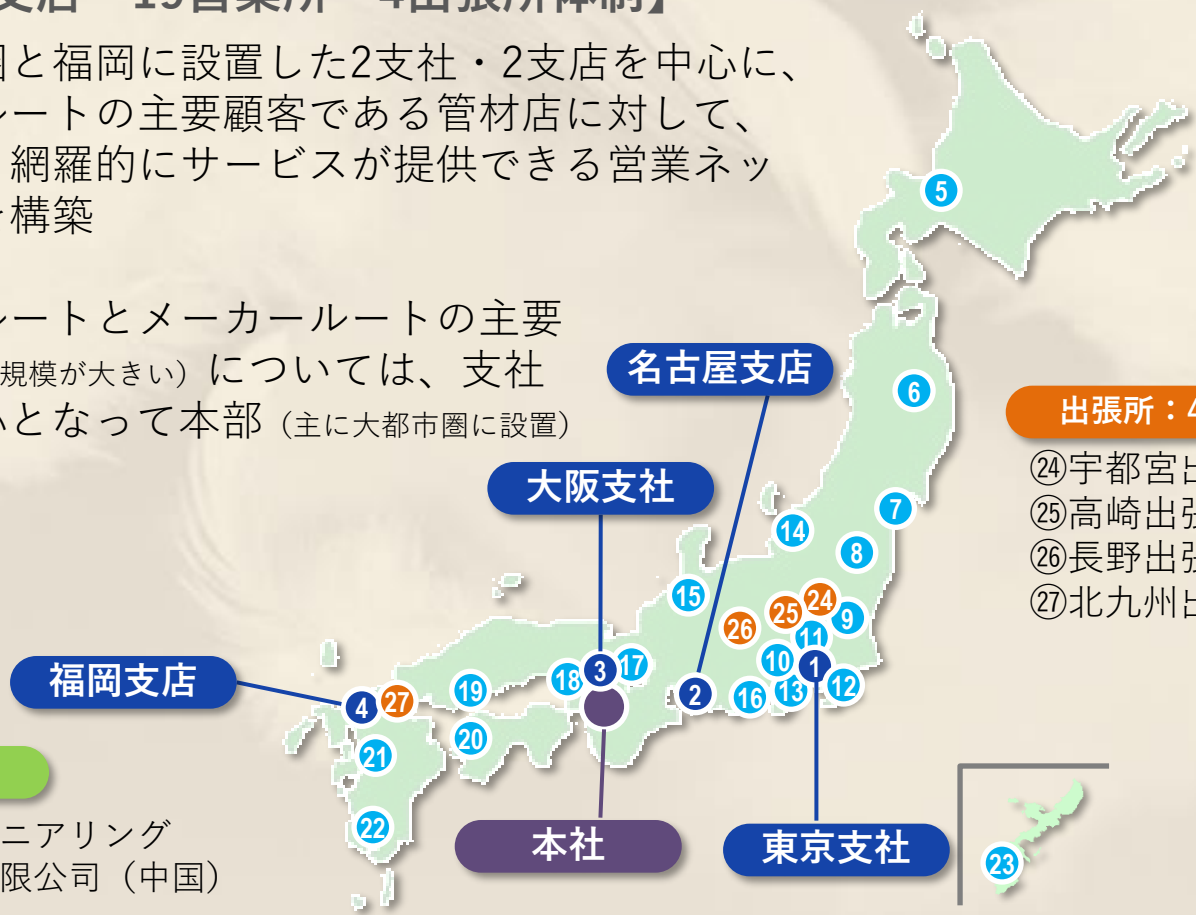 支店・19営業所・4出張所体制】
圏と福岡に設置した2支社・2支店を中心に、
ルートの主要顧客である管材店に対して、
網羅的にサービスが提供できる営業ネッ
を構築
ルートとメーカールートの主要
規模が大きい）については、支社
心となって本部（主に大都市圏に設置）
名古屋支店
大阪支社
福岡支店
本社
東京支社
出張所：4
㉔宇都宮出
㉕高崎出張
㉖長野出張
㉗北九州出
ニアリング
限公司（中国）
5
6
7
14
8
15
24
25
9
26
11
10
1
17
3
18
12
13
16
2
19
27
4
20
21
22
23